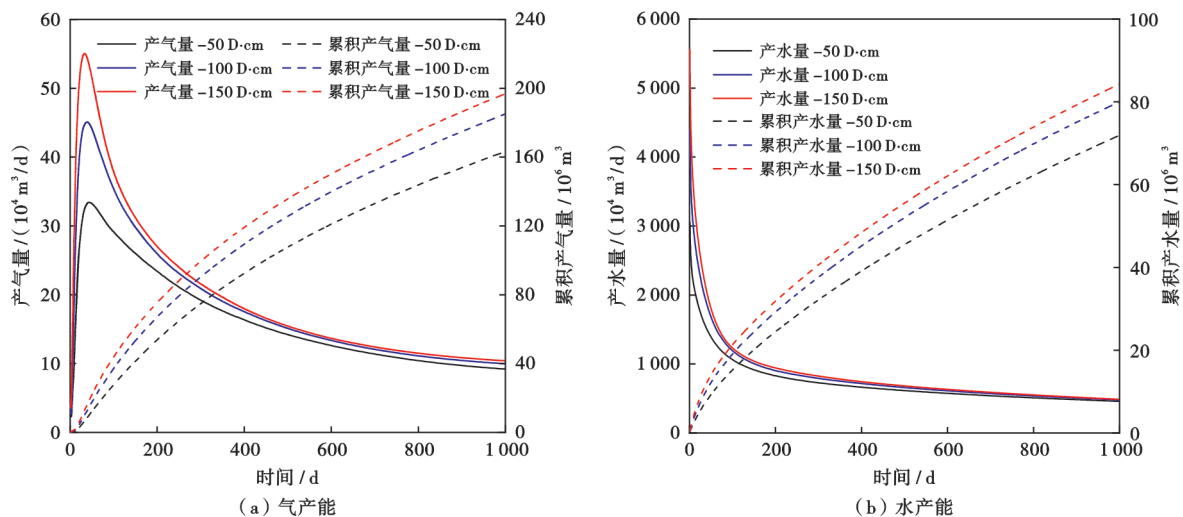 60
50
40
30
20
10
0
产气量 / (10⁴ m³ / d)
产气量 -50 D·cm
产气量 -100 D·cm
产气量 -150 D·cm
累积产气量 -50 D·cm
累积产气量 -100 D·cm
累积产气量 -150 D·cm
240
200
160
120
80
40
0
累积产气量 / 10⁶ m³
0 200 400 600 800 1 000
时间 / d
(a) 气产能
6 000
5 000
4 000
3 000
2 000
1 000
0
产水量 / (10⁴ m³ / d)
产水量 -50 D·cm
产水量 -100 D·cm
产水量 -150 D·cm
累积产水量 -50 D·cm
累积产水量 -100 D·cm
累积产水量 -150 D·cm
100
80
60
40
20
0
累积产水量 / 10⁶ m³
0 200 400 600 800 1 000
时间 / d
(b) 水产能